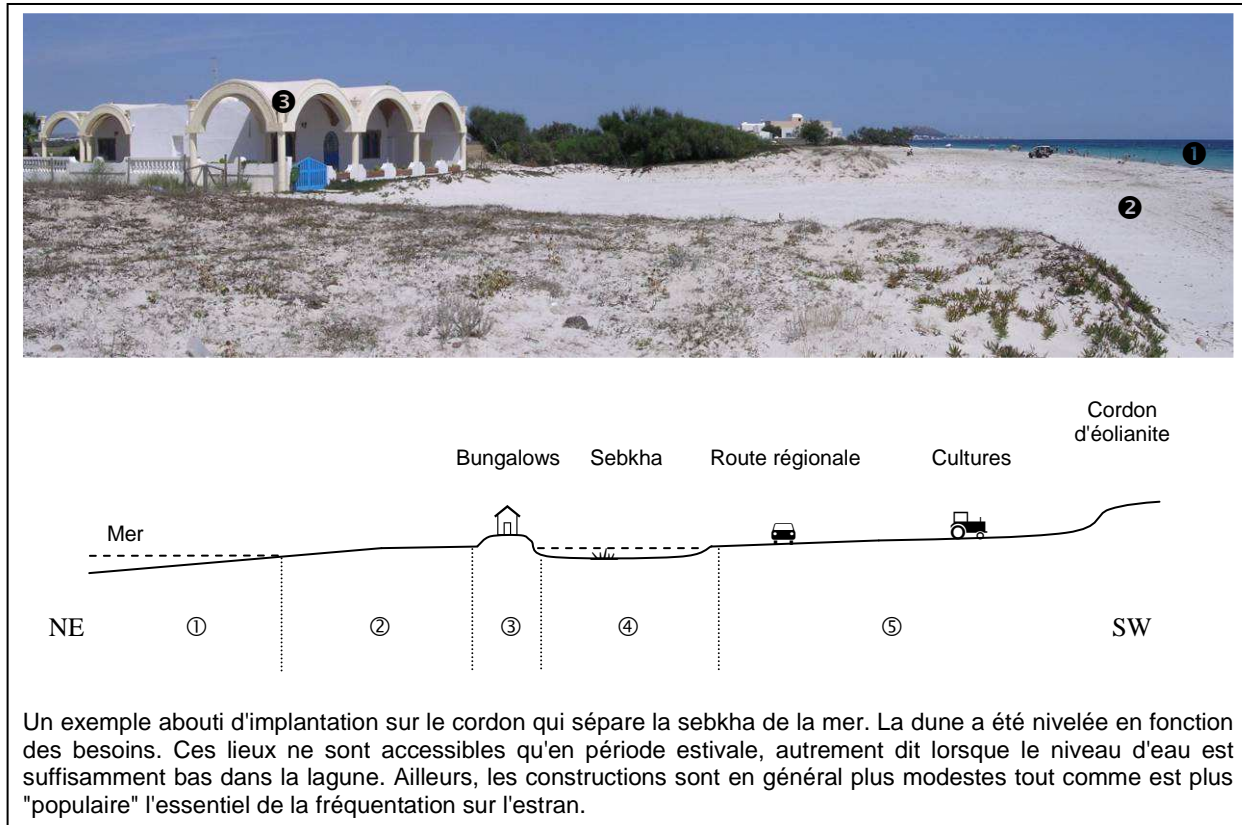 ❸
❶
❷
Cordon
d'éolianite
Bungalows Sebkha Route régionale Cultures
Mer
NE ① ② ③ ④ ⑤ SW
Un exemple abouti d'implantation sur le cordon qui sépare la sebkha de la mer. La dune a été nivelée en fonction
des besoins. Ces lieux ne sont accessibles qu'en période estivale, autrement dit lorsque le niveau d'eau est
suffisamment bas dans la lagune. Ailleurs, les constructions sont en général plus modestes tout comme est plus
"populaire" l'essentiel de la fréquentation sur l'estran.